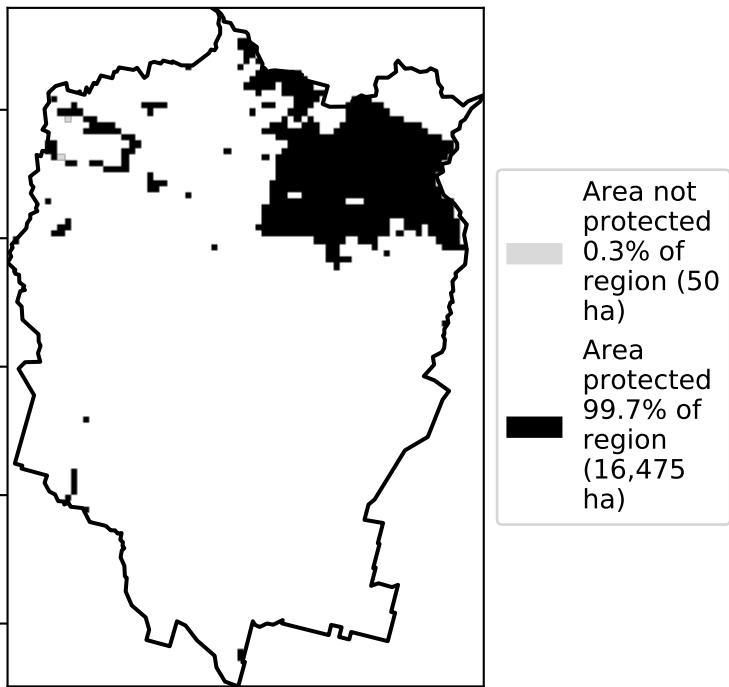 Area not
protected
0.3% of
region (50
ha)
Area
protected
99.7% of
region
(16,475
ha)